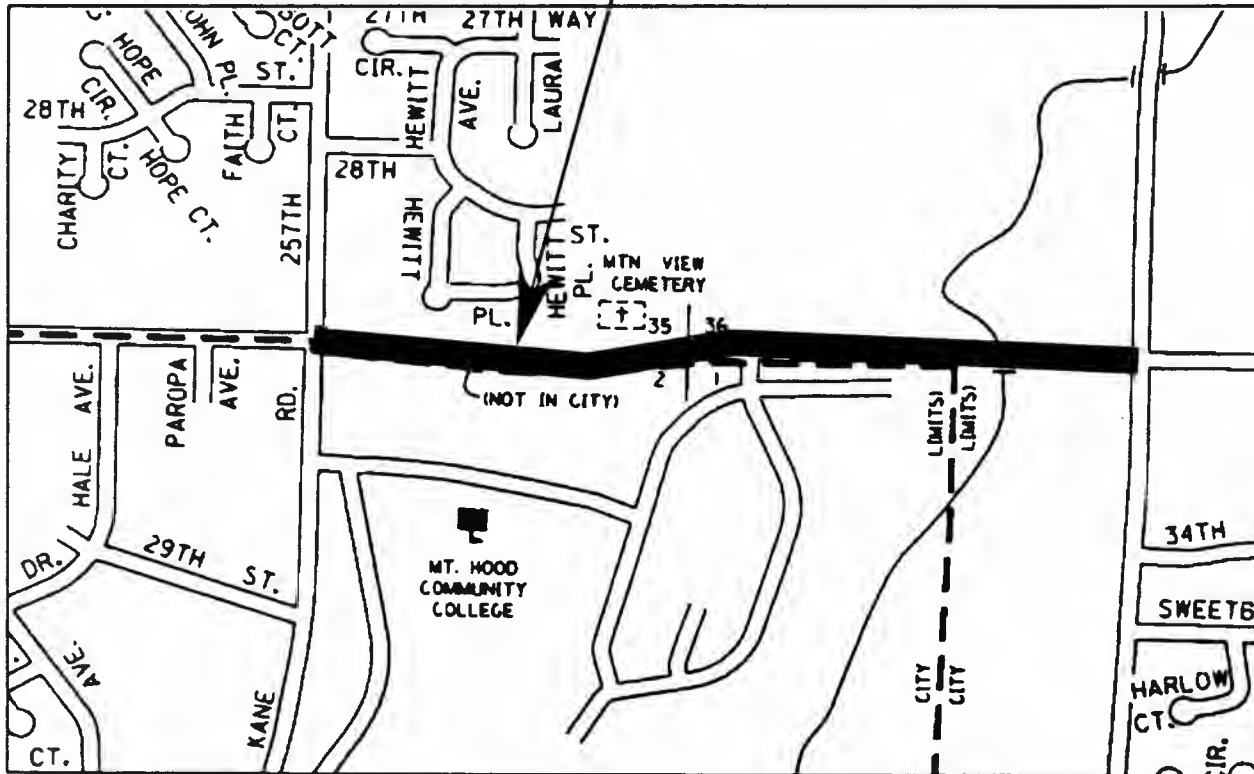 SCOTT
CT.
JOHN PL.
HOPE
CIR.
ST.
28TH
CHARITY
CT.
HOPE CT.
FAITH
CT.
257TH
27TH
27TH WAY
CIR.
HEWITT
AVE.
LAURA
28TH
HEWITT
PL.
HEWITT
PL.
ST.
MTN VIEW
CEMETERY
35
36
2
1
(NOT IN CITY)
HALE AVE.
PAROPA
AVE.
RD.
KANE
29TH
ST.
DR.
AVE.
CT.
MT. HOOD
COMMUNITY
COLLEGE
LIMITS)
LIMITS)
CITY
CITY
34TH
HARLOW
CT.
CIR.